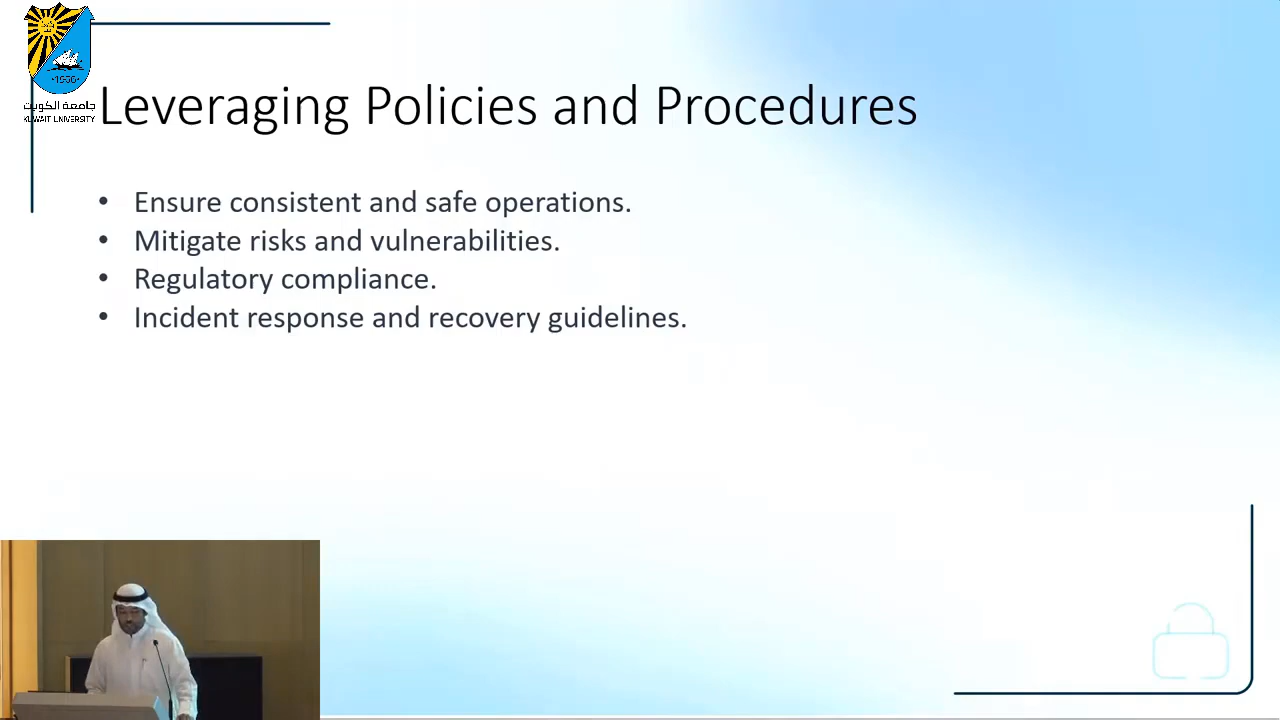 ·1966·
جامعة الكويت
KUWAIT UNIVERSITY
Leveraging Policies and Procedures
• Ensure consistent and safe operations.
• Mitigate risks and vulnerabilities.
• Regulatory compliance.
• Incident response and recovery guidelines.